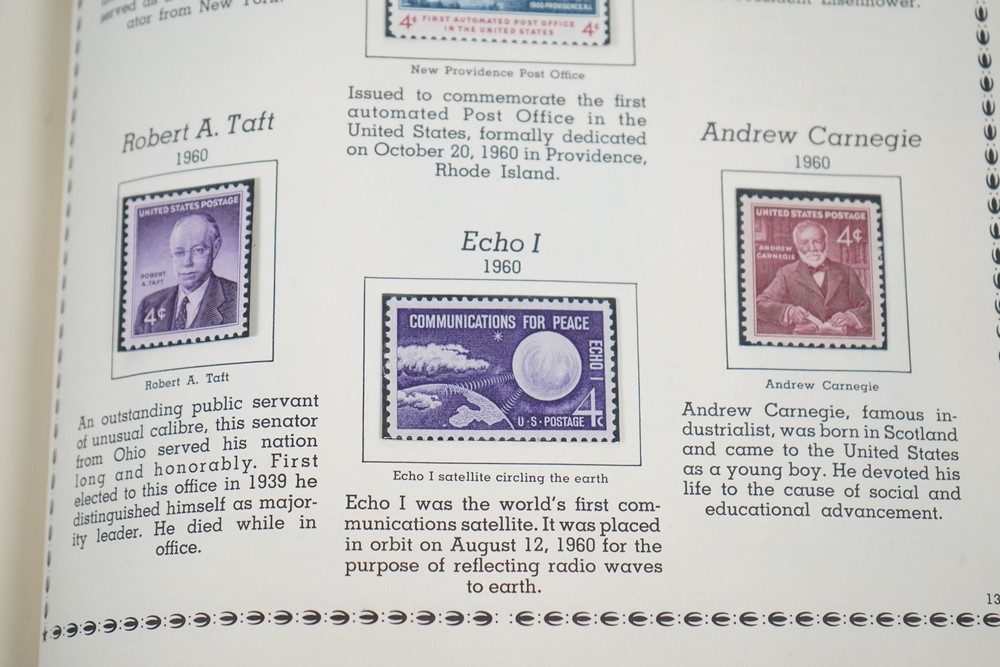 served as
ator from New York.
President Eisenhower.
4¢ FIRST AUTOMATED POST OFFICE 4¢
IN THE UNITED STATES
New Providence Post Office
Issued to commemorate the first
automated Post Office in the
United States, formally dedicated
on October 20, 1960 in Providence,
Rhode Island.
Robert A. Taft
1960
UNITED STATES POSTAGE
ROBERT
A. TAFT
4¢
Robert A. Taft
An outstanding public servant
of unusual calibre, this senator
from Ohio served his nation
long and honorably. First
elected to this office in 1939 he
distinguished himself as major-
ity leader. He died while in
office.
Echo I
1960
COMMUNICATIONS FOR PEACE
ECHO I
4c
U·S·POSTAGE
Echo I satellite circling the earth
Echo I was the world's first com-
munications satellite. It was placed
in orbit on August 12, 1960 for the
purpose of reflecting radio waves
to earth.
Andrew Carnegie
1960
UNITED STATES POSTAGE
4¢
ANDREW
CARNEGIE
Andrew Carnegie
Andrew Carnegie, famous in-
dustrialist, was born in Scotland
and came to the United States
as a young boy. He devoted his
life to the cause of social and
educational advancement.
13